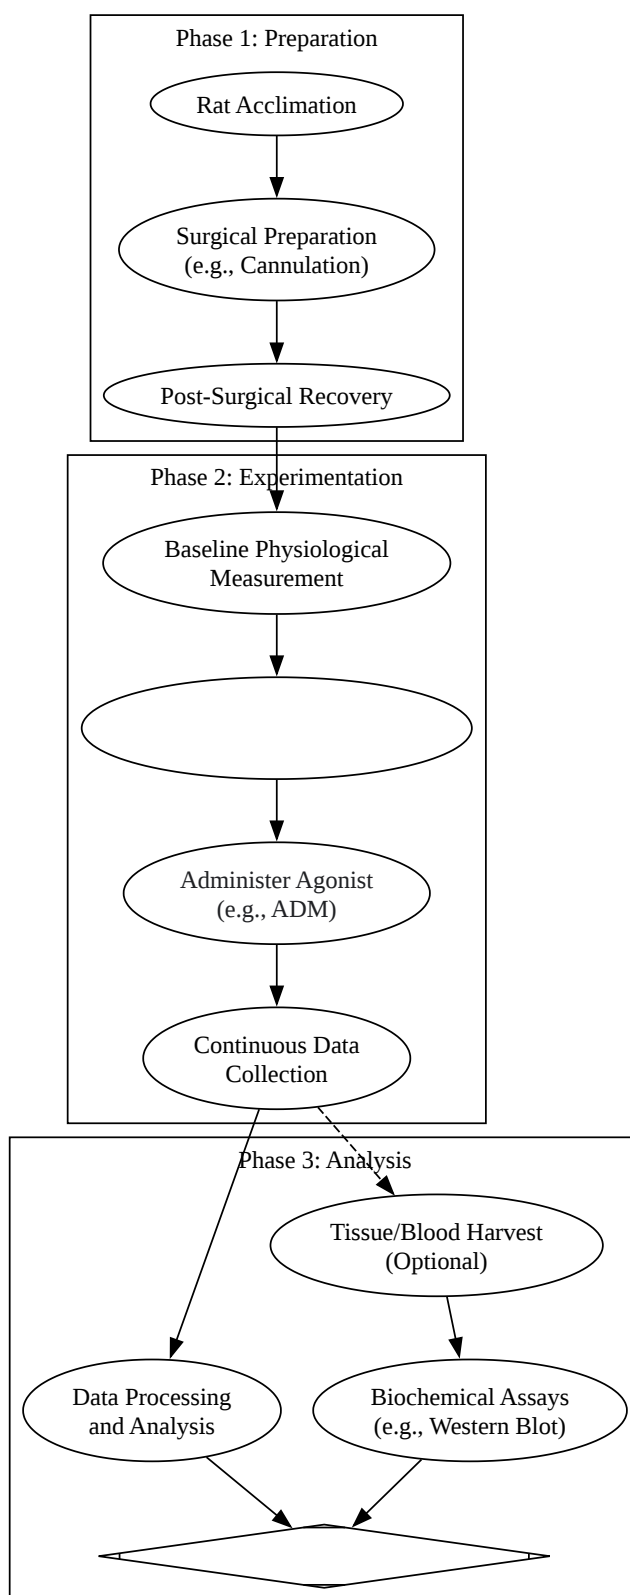 Phase 1: Preparation
Rat Acclimation
Surgical Preparation
(e.g., Cannulation)
Post-Surgical Recovery
Phase 2: Experimentation
Baseline Physiological
Measurement
Administer Agonist
(e.g., ADM)
Continuous Data
Collection
Phase 3: Analysis
Tissue/Blood Harvest
(Optional)
Data Processing
and Analysis
Biochemical Assays
(e.g., Western Blot)